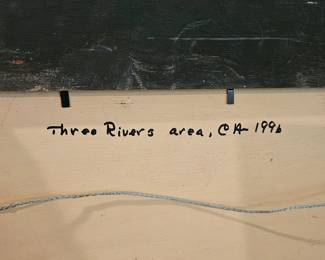 Three Rivers area, CA 1996